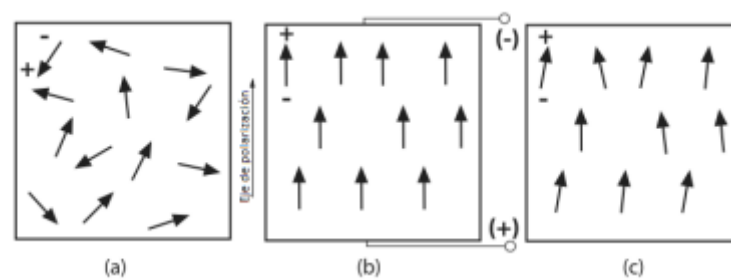 -
+
Eje de polarización
+
-
(-)
(+)
+
-
(a)
(b)
(c)